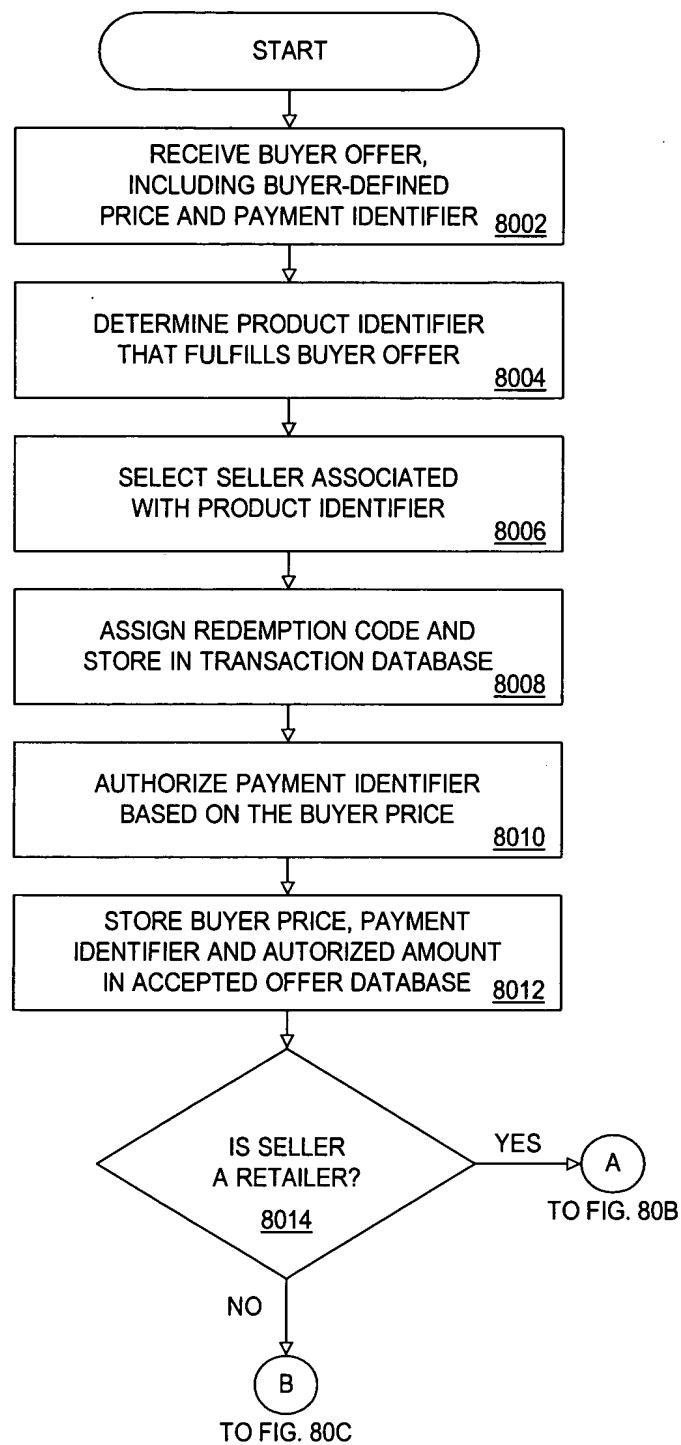 START
RECEIVE BUYER OFFER,
INCLUDING BUYER-DEFINED
PRICE AND PAYMENT IDENTIFIER
8002
DETERMINE PRODUCT IDENTIFIER
THAT FULFILLS BUYER OFFER
8004
SELECT SELLER ASSOCIATED
WITH PRODUCT IDENTIFIER
8006
ASSIGN REDEMPTION CODE AND
STORE IN TRANSACTION DATABASE
8008
AUTHORIZE PAYMENT IDENTIFIER
BASED ON THE BUYER PRICE
8010
STORE BUYER PRICE, PAYMENT
IDENTIFIER AND AUTORIZED AMOUNT
IN ACCEPTED OFFER DATABASE
8012
IS SELLER
A RETAILER?
8014
YES
A
TO FIG. 80B
NO
B
TO FIG. 80C